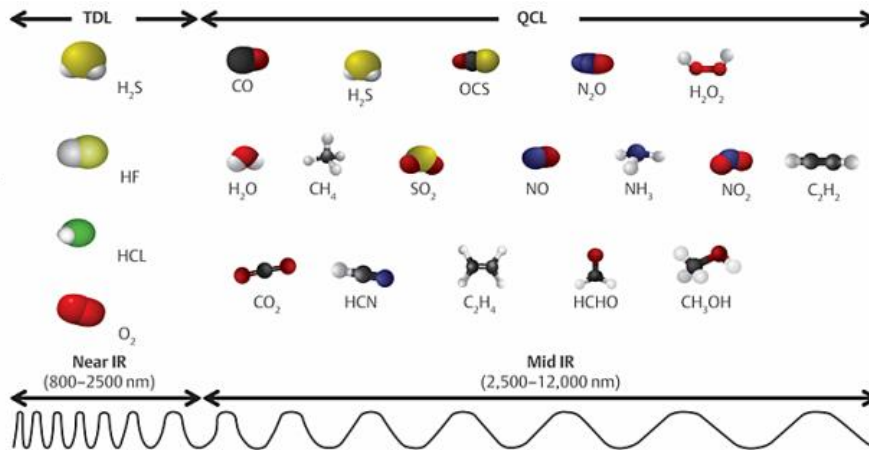 TDL QCL
H₂S
CO H₂S OCS N₂O H₂O₂
HF
H₂O CH₄ SO₂ NO NH₃ NO₂ C₂H₂
HCL
CO₂ HCN C₂H₄ HCHO CH₃OH
O₂
Near IR Mid IR
(800–2500 nm) (2,500–12,000 nm)